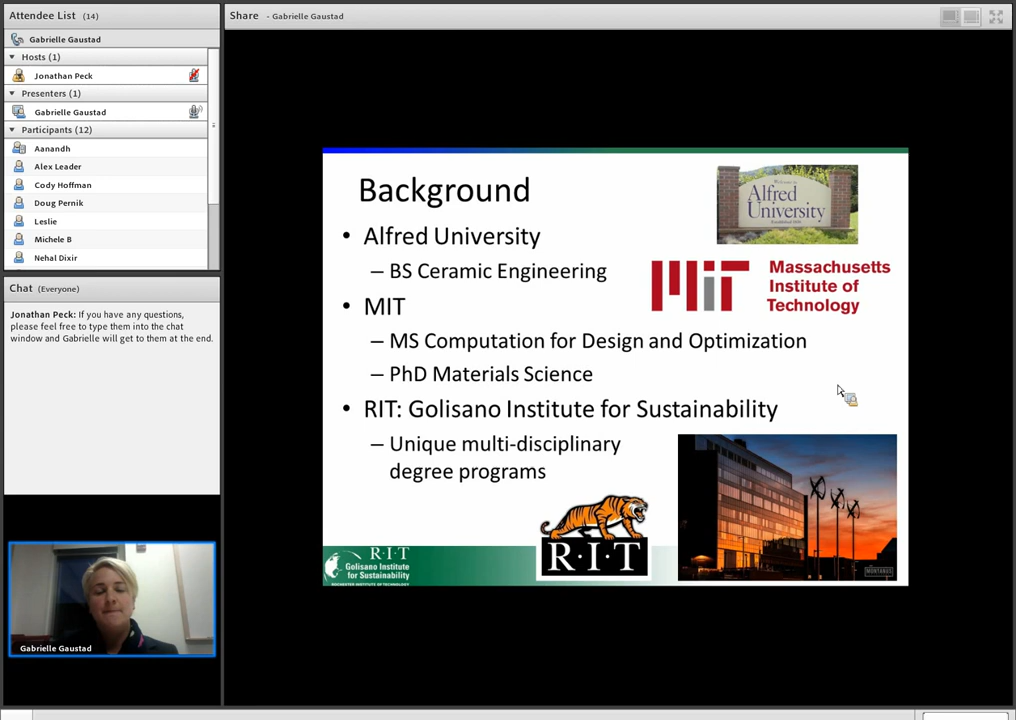 Attendee List (14)
Gabrielle Gaustad
Hosts (1)
Jonathan Peck
Presenters (1)
Gabrielle Gaustad
Participants (12)
Aanandh
Alex Leader
Cody Hoffman
Doug Pernik
Leslie
Michele B
Nehal Dixir
Chat (Everyone)
Jonathan Peck: If you have any questions,
please feel free to type them into the chat
window and Gabrielle will get to them at the end.
Gabrielle Gaustad
Share - Gabrielle Gaustad
Background
• Alfred University
– BS Ceramic Engineering
• MIT
– MS Computation for Design and Optimization
– PhD Materials Science
• RIT: Golisano Institute for Sustainability
– Unique multi-disciplinary
degree programs
Alfred
University
Massachusetts
Institute of
Technology
R·I·T
Golisano Institute
for Sustainability
ROCHESTER INSTITUTE OF TECHNOLOGY
R·I·T
MONTANUS